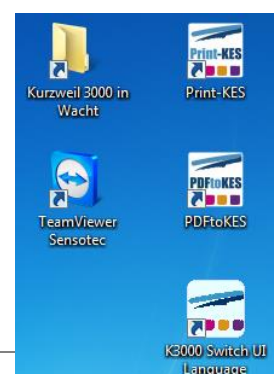 Print-KES
Kurzweil 3000 in
Wacht
Print-KES
PDFtoKES
TeamViewer
Sensotec
PDFtoKES
K3000 Switch UI
Language